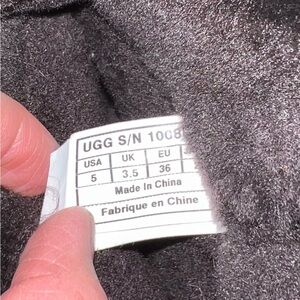 UGG S/N 1008
USA UK EU
5 3.5 36
Made in China
Fabrique en Chine